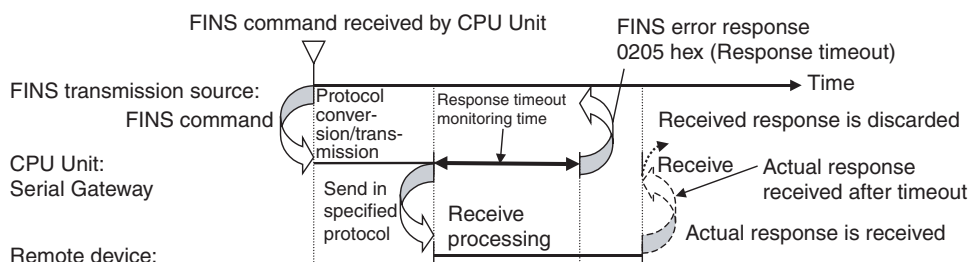 FINS command received by CPU Unit
FINS error response
0205 hex (Response timeout)
Time
FINS transmission source:
FINS command
Protocol
conver-
sion/trans-
mission
Response timeout
monitoring time
Received response is discarded
CPU Unit:
Serial Gateway
Receive
Actual response
received after timeout
Send in
specified
protocol
Receive
processing
Actual response is received
Remote device: